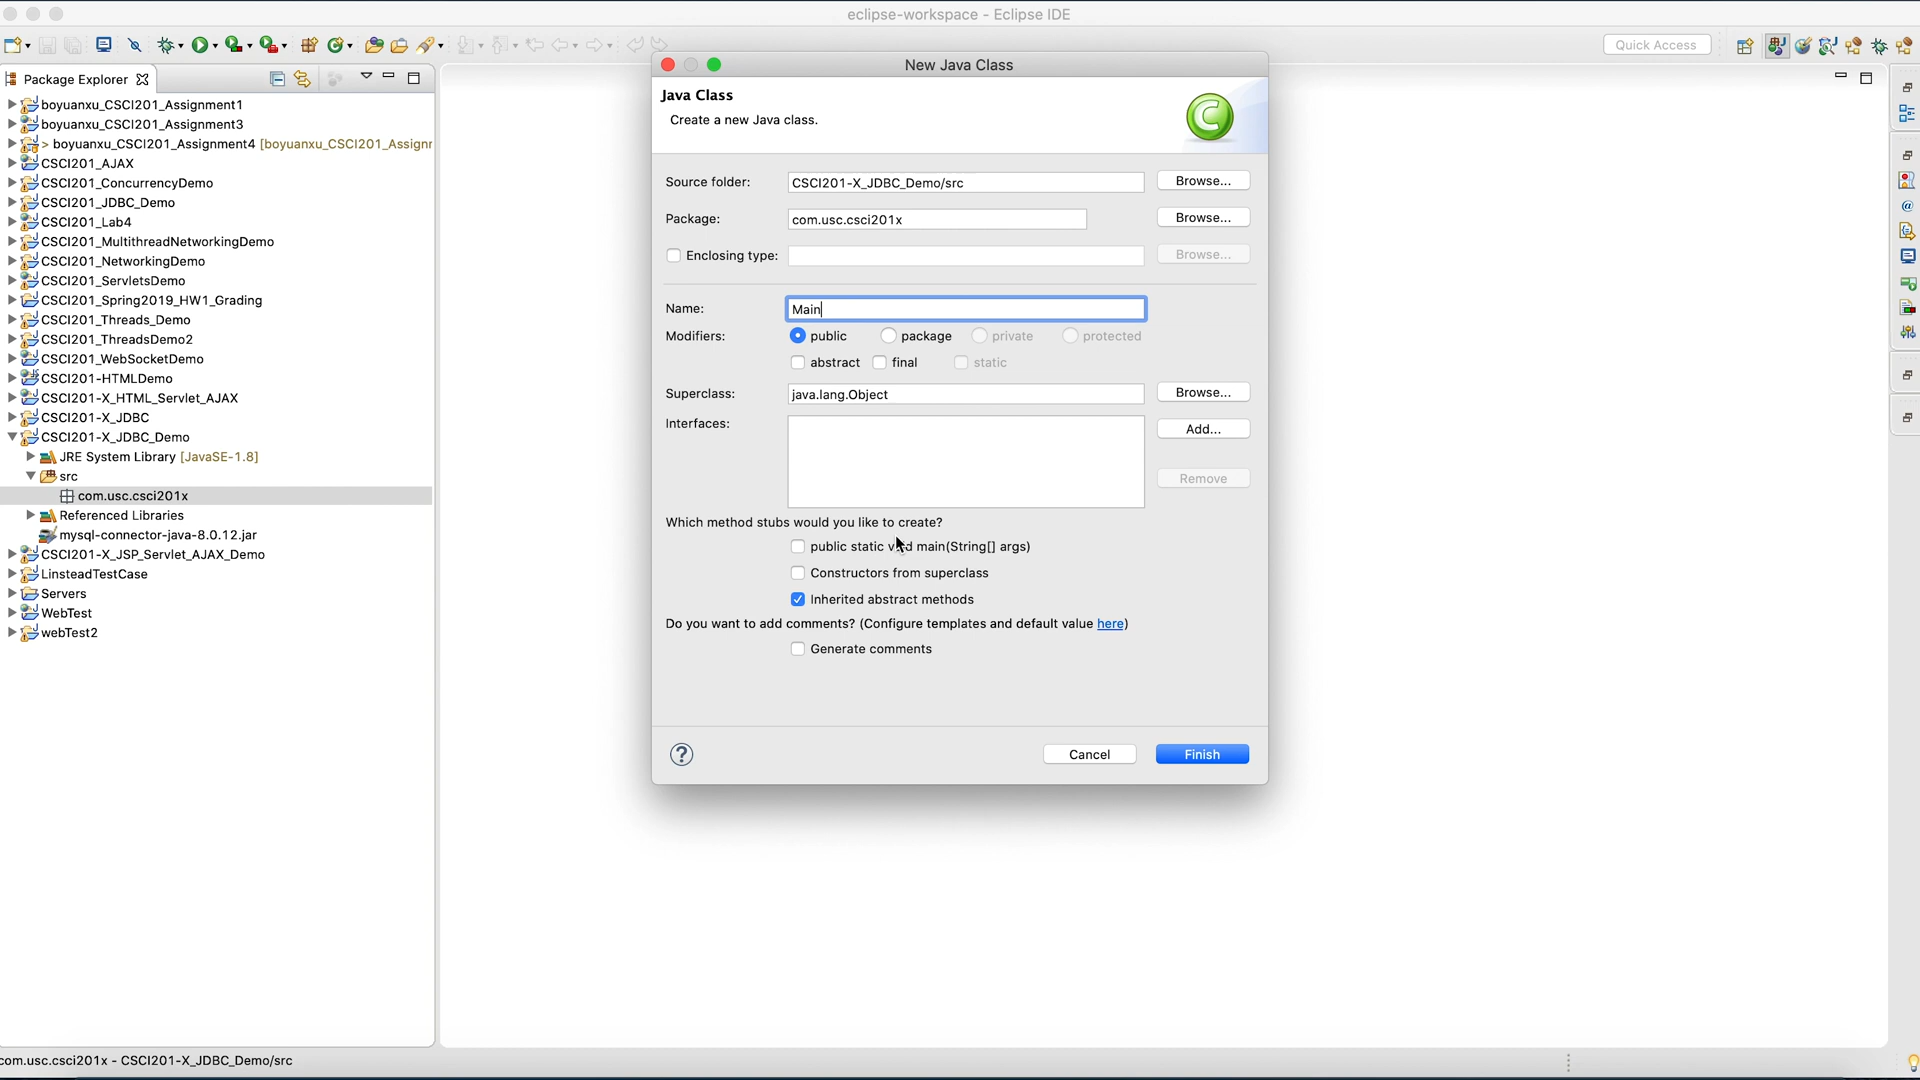 eclipse-workspace - Eclipse IDE
Quick Access
Package Explorer
boyuanxu_CSCI201_Assignment1
boyuanxu_CSCI201_Assignment3
> boyuanxu_CSCI201_Assignment4 [boyuanxu_CSCI201_Assignr
CSCI201_AJAX
CSCI201_ConcurrencyDemo
CSCI201_JDBC_Demo
CSCI201_Lab4
CSCI201_MultithreadNetworkingDemo
CSCI201_NetworkingDemo
CSCI201_ServletsDemo
CSCI201_Spring2019_HW1_Grading
CSCI201_Threads_Demo
CSCI201_ThreadsDemo2
CSCI201_WebSocketDemo
CSCI201-HTMLDemo
CSCI201-X_HTML_Servlet_AJAX
CSCI201-X_JDBC
CSCI201-X_JDBC_Demo
JRE System Library [JavaSE-1.8]
src
com.usc.csci201x
Referenced Libraries
mysql-connector-java-8.0.12.jar
CSCI201-X_JSP_Servlet_AJAX_Demo
LinsteadTestCase
Servers
WebTest
webTest2
New Java Class
Java Class
Create a new Java class.
Source folder: CSCI201-X_JDBC_Demo/src Browse...
Package: com.usc.csci201x Browse...
Enclosing type: Browse...
Name: Main
Modifiers: public package private protected
abstract final static
Superclass: java.lang.Object Browse...
Interfaces: Add...
Remove
Which method stubs would you like to create?
public static void main(String[] args)
Constructors from superclass
Inherited abstract methods
Do you want to add comments? (Configure templates and default value here)
Generate comments
? Cancel Finish
com.usc.csci201x - CSCI201-X_JDBC_Demo/src